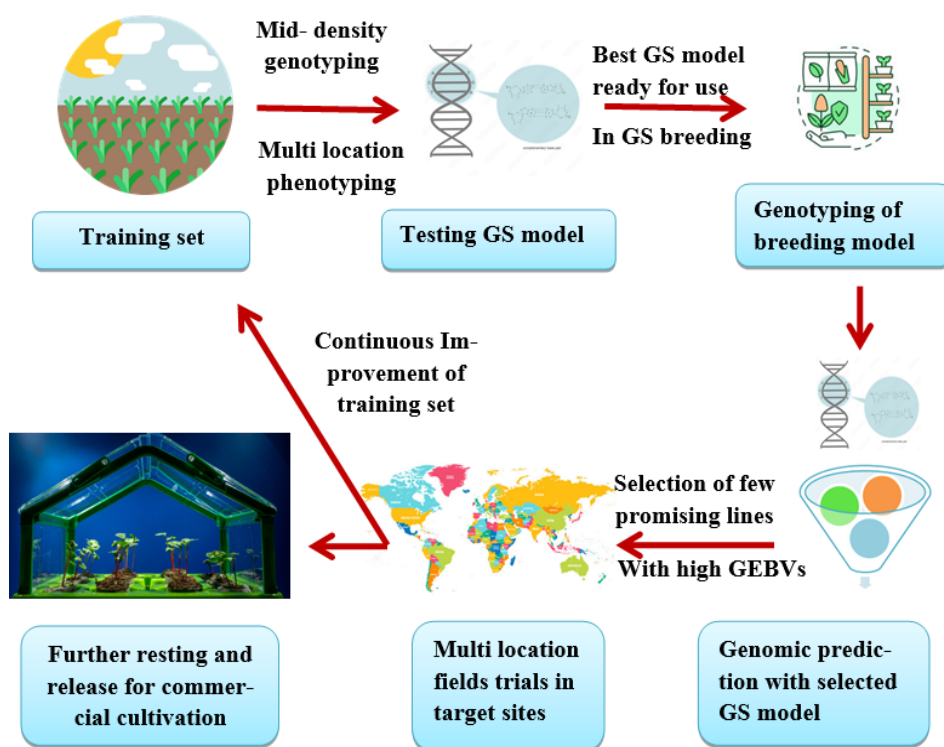 Mid- density
genotyping
Multi location
phenotyping
Best GS model
ready for use
In GS breeding
Training set
Testing GS model
Genotyping of
breeding model
Continuous Im-
provement of
training set
Selection of few
promising lines
With high GEBVs
Further resting and
release for commer-
cial cultivation
Multi location
fields trials in
target sites
Genomic predic-
tion with selected
GS model